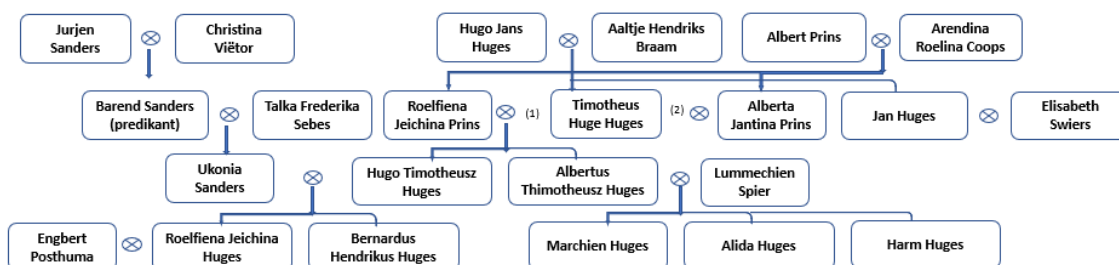 Jurjen
Sanders
Christina
Viëtor
Hugo Jans
Huges
Aaltje Hendriks
Braam
Albert Prins
Arendina
Roelina Coops
Barend Sanders
(predikant)
Talka Frederika
Sebes
Roelfiena
Jeichina Prins
(1)
Timotheus
Huge Huges
(2)
Alberta
Jantina Prins
Jan Huges
Elisabeth
Swiers
Ukonia
Sanders
Hugo Timotheusz
Huges
Albertus
Thimotheusz Huges
Lummechien
Spier
Engbert
Posthuma
Roelfiena Jeichina
Huges
Bernardus
Hendrikus Huges
Marchien Huges
Alida Huges
Harm Huges